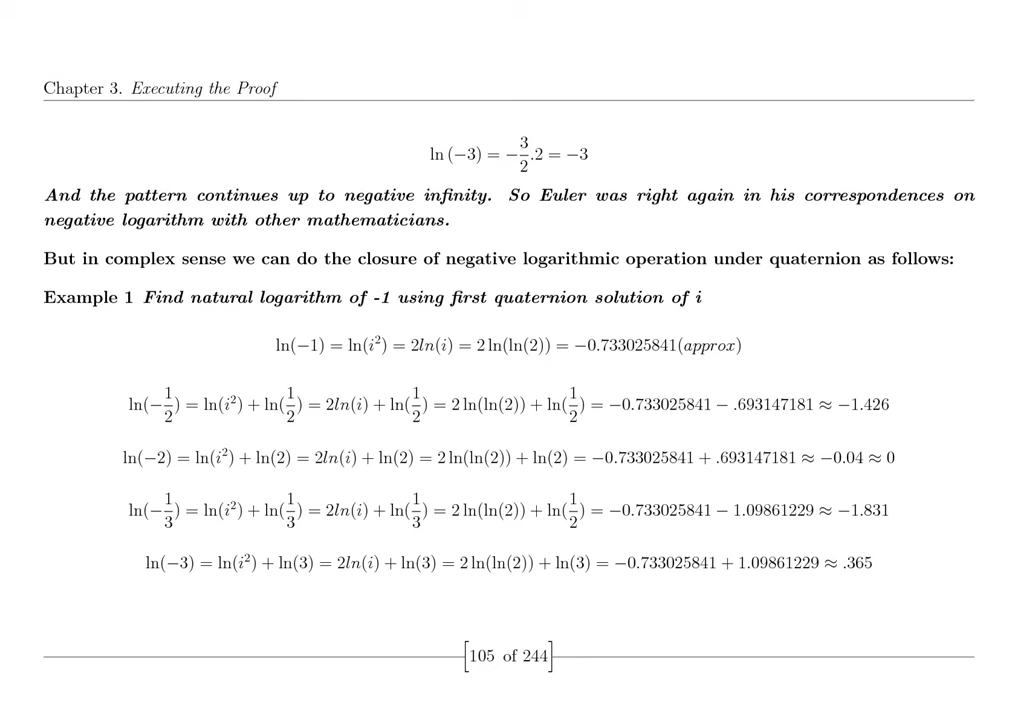 Chapter 3. Executing the Proof
ln (−3) = −3/2.2 = −3
And the pattern continues up to negative infinity. So Euler was right again in his correspondences on
negative logarithm with other mathematicians.
But in complex sense we can do the closure of negative logarithmic operation under quaternion as follows:
Example 1 Find natural logarithm of -1 using first quaternion solution of i
ln(−1) = ln(i²) = 2ln(i) = 2 ln(ln(2)) = −0.733025841(approx)
ln(−1/2) = ln(i²) + ln(1/2) = 2ln(i) + ln(1/2) = 2 ln(ln(2)) + ln(1/2) = −0.733025841 − .693147181 ≈ −1.426
ln(−2) = ln(i²) + ln(2) = 2ln(i) + ln(2) = 2 ln(ln(2)) + ln(2) = −0.733025841 + .693147181 ≈ −0.04 ≈ 0
ln(−1/3) = ln(i²) + ln(1/3) = 2ln(i) + ln(1/3) = 2 ln(ln(2)) + ln(1/2) = −0.733025841 − 1.09861229 ≈ −1.831
ln(−3) = ln(i²) + ln(3) = 2ln(i) + ln(3) = 2 ln(ln(2)) + ln(3) = −0.733025841 + 1.09861229 ≈ .365
[105 of 244]